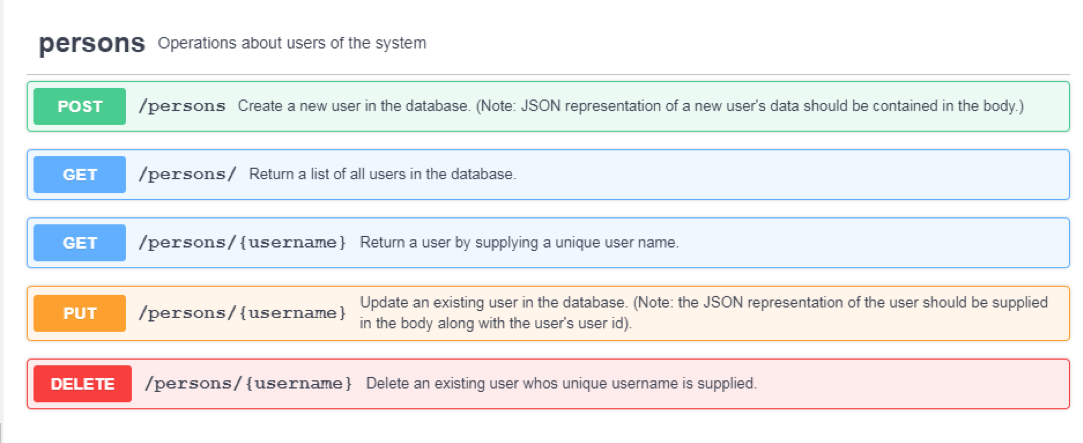 persons Operations about users of the system
POST /persons Create a new user in the database. (Note: JSON representation of a new user's data should be contained in the body.)
GET /persons/ Return a list of all users in the database.
GET /persons/{username} Return a user by supplying a unique user name.
PUT /persons/{username} Update an existing user in the database. (Note: the JSON representation of the user should be supplied
in the body along with the user's user id).
DELETE /persons/{username} Delete an existing user whos unique username is supplied.